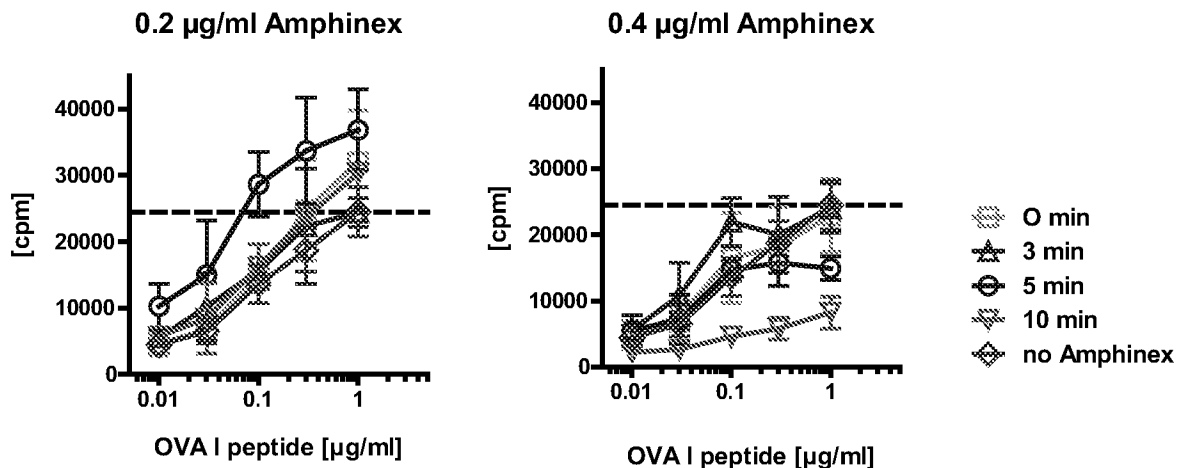 0.2 µg/ml Amphinex
40000
30000
20000
10000
0
[cpm]
0.01
0.1
1
OVA I peptide [µg/ml]
0.4 µg/ml Amphinex
40000
30000
20000
10000
0
[cpm]
0.01
0.1
1
OVA I peptide [µg/ml]
O min
3 min
5 min
10 min
no Amphinex